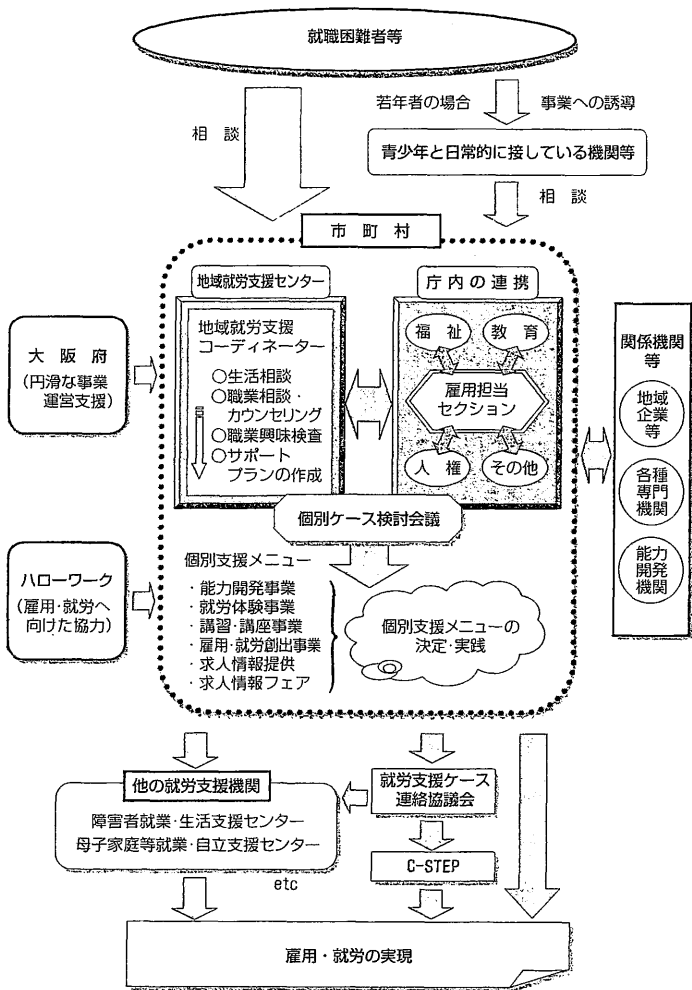 就職困難者等
若年者の場合
事業への誘導
相　談
青少年と日常的に接している機関等
相　談
市　町　村
地域就労支援センター
庁内の連携
地域就労支援
コーディネーター
○生活相談
○職業相談・
カウンセリング
○職業興味検査
○サポート
プランの作成
福　祉
教　育
雇用担当
セクション
人　権
その他
大　阪　府
(円滑な事業
運営支援)
関係機関
等
地域
企業
等
各種
専門
機関
能力
開発
機関
個別ケース検討会議
ハローワーク
(雇用・就労へ
向けた協力)
個別支援メニュー
・能力開発事業
・就労体験事業
・講習・講座事業
・雇用・就労創出事業
・求人情報提供
・求人情報フェア
個別支援メニューの
決定・実践
他の就労支援機関
障害者就業・生活支援センター
母子家庭等就業・自立支援センター
etc
就労支援ケース
連絡協議会
C-STEP
雇用・就労の実現